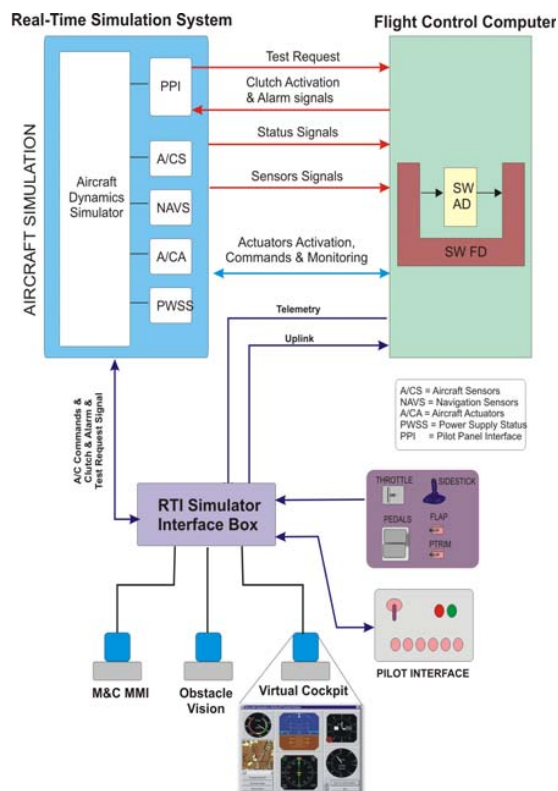 Real-Time Simulation System
Flight Control Computer
AIRCRAFT SIMULATION
Aircraft
Dynamics
Simulator
PPI
A/CS
NAVS
A/CA
PWSS
Test Request
Clutch Activation
& Alarm signals
Status Signals
Sensors Signals
Actuators Activation,
Commands & Monitoring
SW
AD
SW FD
Telemetry
Uplink
A/C Commands &
Clutch & Alarm &
Test Request Signal
A/CS = Aircraft Sensors
NAVS = Navigation Sensors
A/CA = Aircraft Actuators
PWSS = Power Supply Status
PPI = Pilot Panel Interface
RTI Simulator
Interface Box
THROTTLE
SIDESTICK
PEDALS
FLAP
PTRIM
PILOT INTERFACE
M&C MMI
Obstacle
Vision
Virtual Cockpit